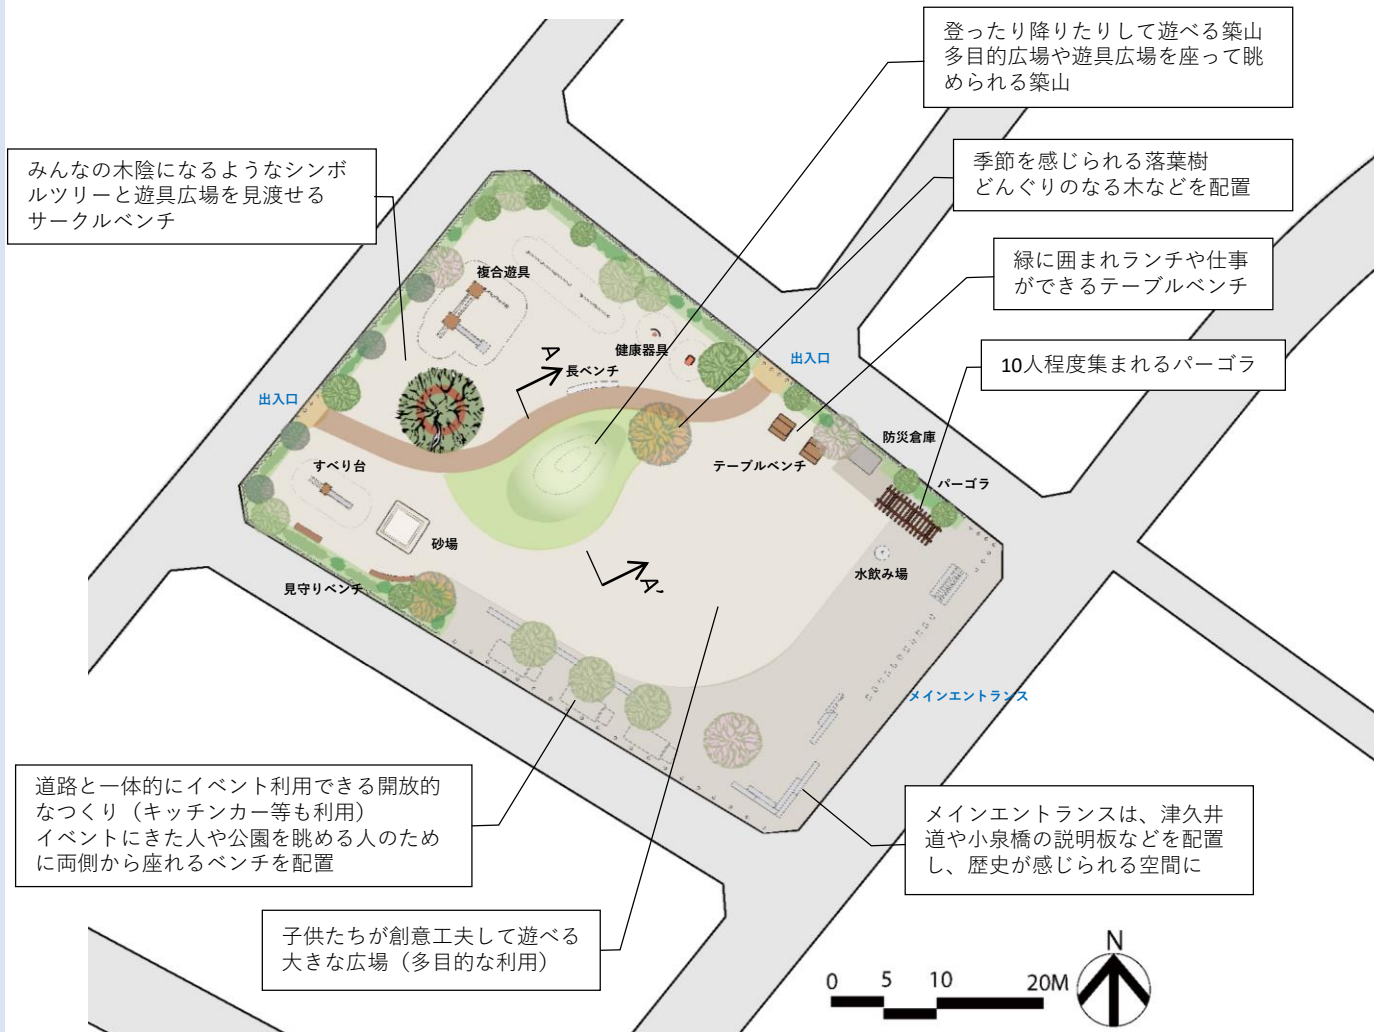 登ったり降りたりして遊べる築山
多目的広場や遊具広場を座って眺
められる築山
みんなの木陰になるようなシンボ
ルツリーと遊具広場を見渡せる
サークルベンチ
季節を感じられる落葉樹
どんぐりのなる木などを配置
緑に囲まれランチや仕事
ができるテーブルベンチ
10人程度集まれるパーゴラ
複合遊具
健康器具
出入口
A
長ベンチ
出入口
防災倉庫
テーブルベンチ
パーゴラ
すべり台
砂場
水飲み場
見守りベンチ
A'
メインエントランス
道路と一体的にイベント利用できる開放的
なつくり（キッチンカー等も利用）
イベントにきた人や公園を眺める人のため
に両側から座れるベンチを配置
メインエントランスは、津久井
道や小泉橋の説明板などを配置
し、歴史が感じられる空間に
子供たちが創意工夫して遊べる
大きな広場（多目的な利用）
N
0 5 10 20M